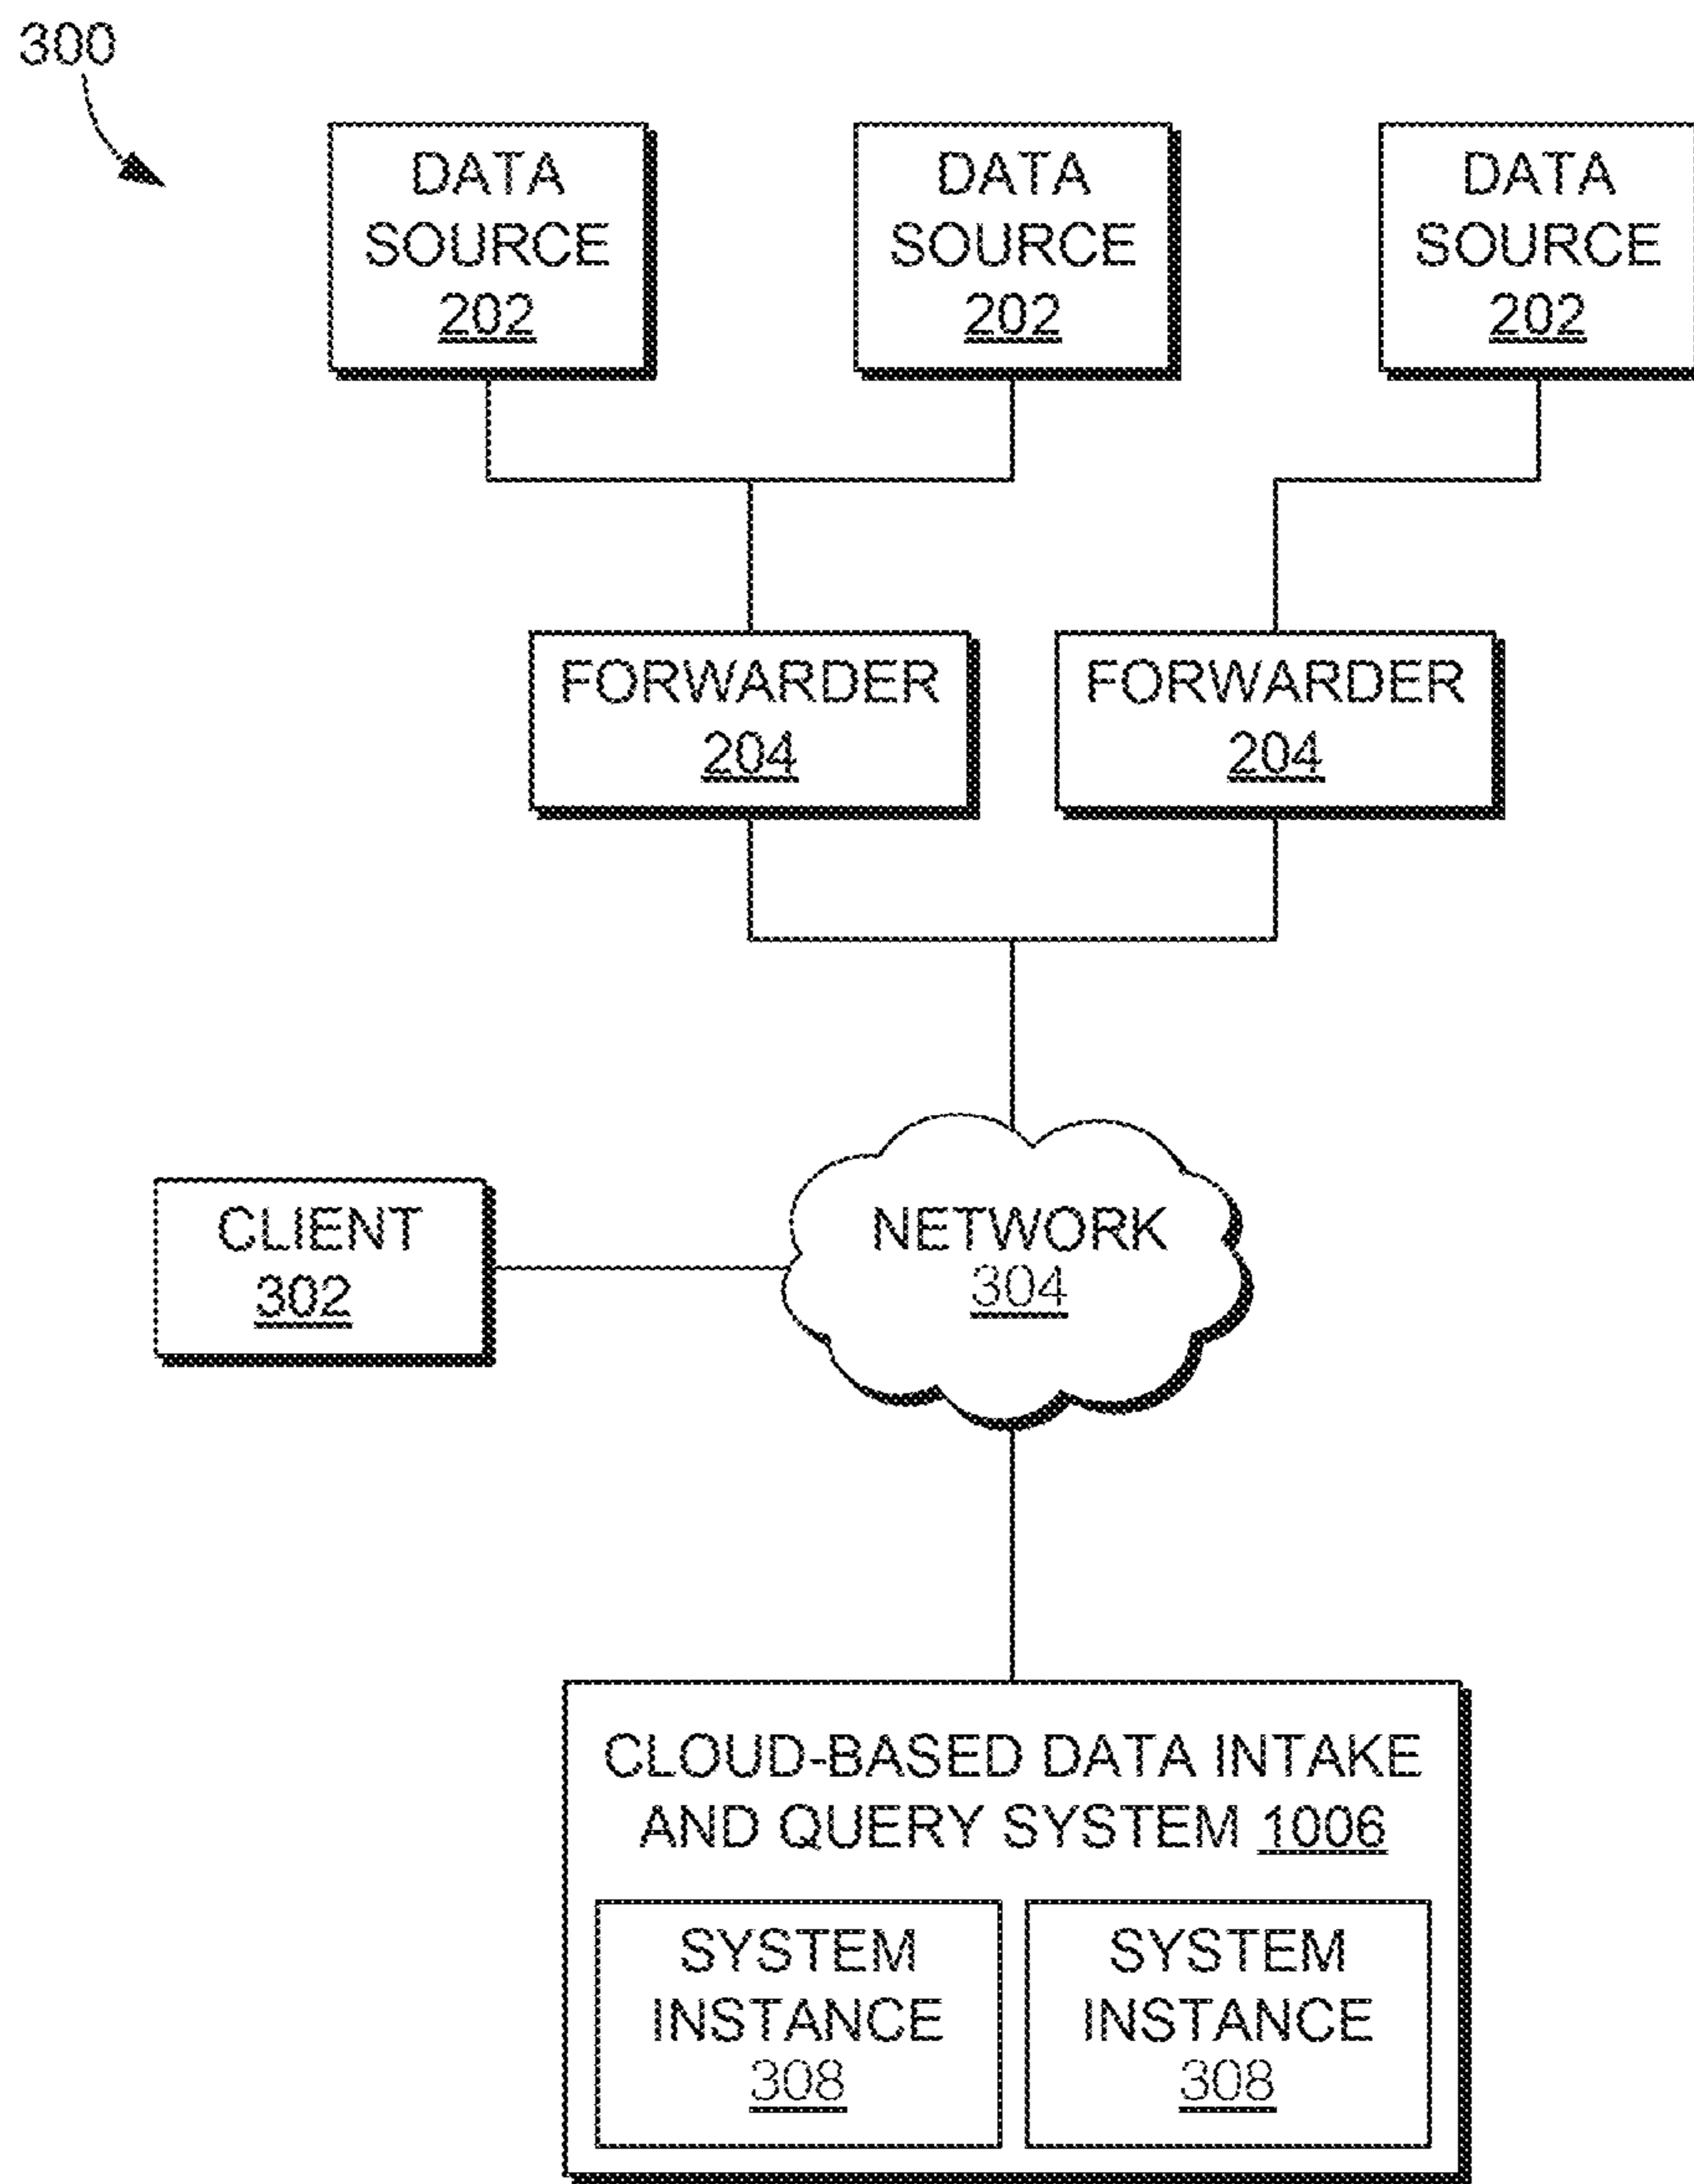 300
DATA
SOURCE
202
DATA
SOURCE
202
DATA
SOURCE
202
FORWARDER
204
FORWARDER
204
CLIENT
302
NETWORK
304
CLOUD-BASED DATA INTAKE
AND QUERY SYSTEM 1006
SYSTEM
INSTANCE
308
SYSTEM
INSTANCE
308